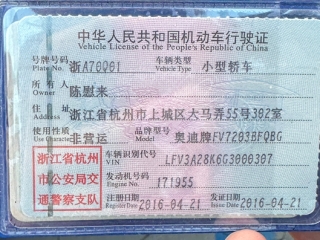 中华人民共和国机动车行驶证
Vehicle License of the People's Republic of China
号牌号码 浙A70Q61 车辆类型 小型轿车
Plate No. Vehicle Type
所有人 陈慰来
Owner
住址 浙江省杭州市上城区大马弄55号302室
Address
使用性质 非营运 品牌型号 奥迪牌FV7203BFQBG
Use Character Model
浙江省杭州 车辆识别代号 LFV3A28K6G3000307
VIN
市公安局交 发动机号码 171955
Engine No.
通警察支队 注册日期 2016-04-21 发证日期 2016-04-21
Register Date Issue Date